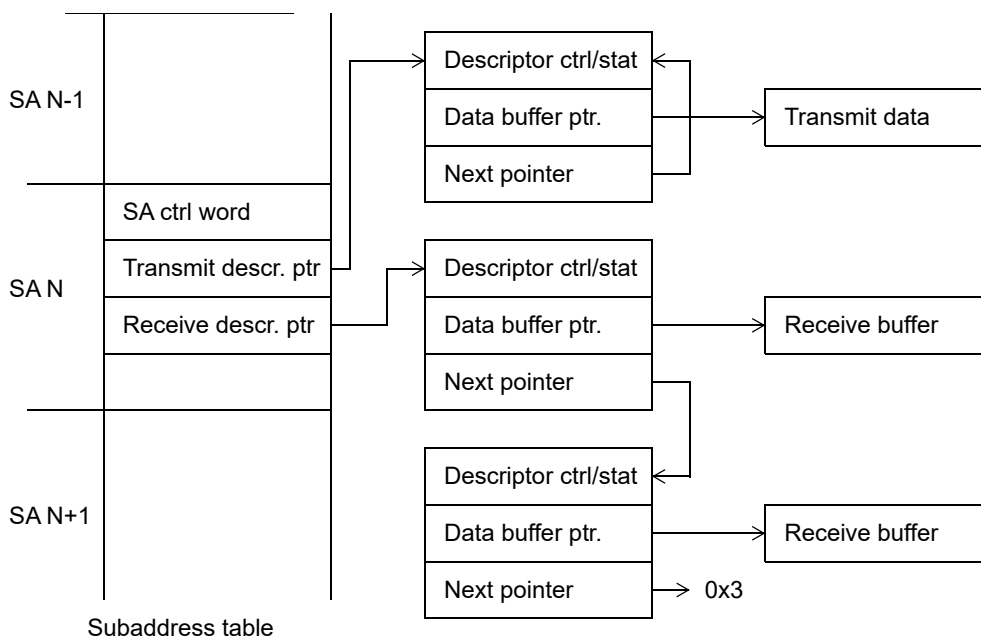 SA N-1
SA ctrl word
SA N
Transmit descr. ptr
Receive descr. ptr
SA N+1
Subaddress table
Descriptor ctrl/stat
Data buffer ptr.
Next pointer
Transmit data
Descriptor ctrl/stat
Data buffer ptr.
Next pointer
Receive buffer
Descriptor ctrl/stat
Data buffer ptr.
Next pointer
Receive buffer
0x3